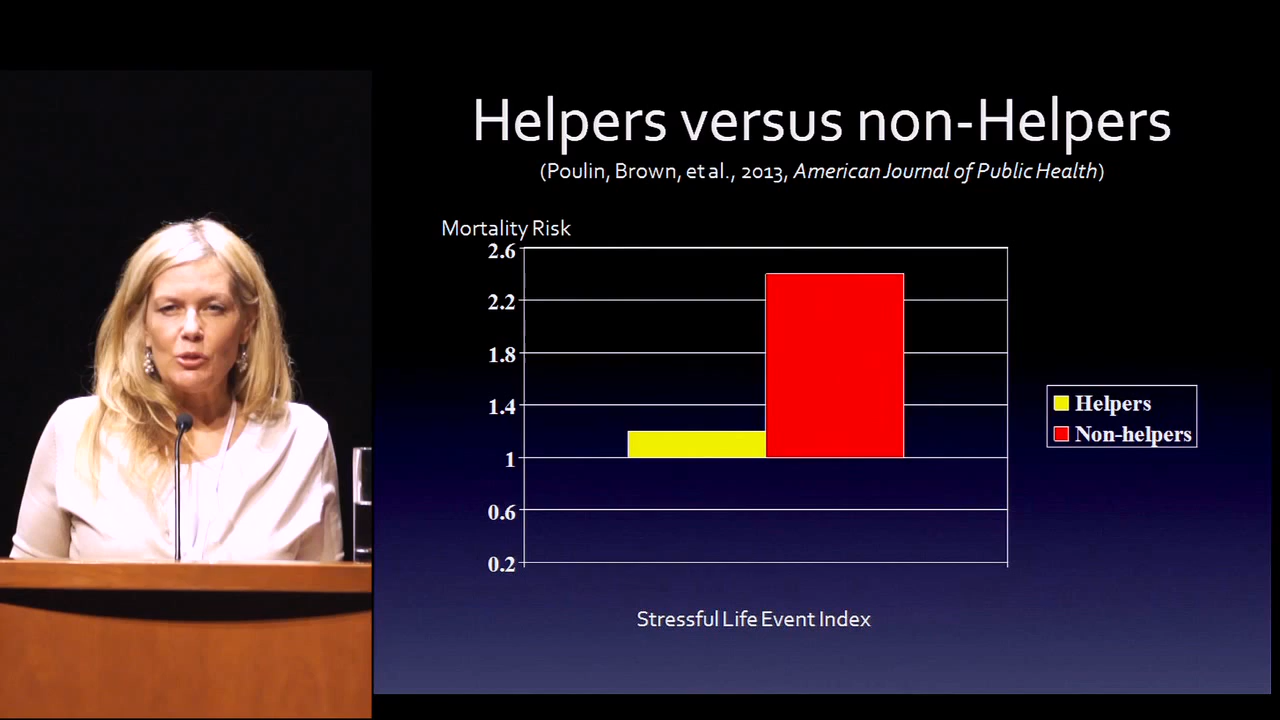 Helpers versus non-Helpers
(Poulin, Brown, et al., 2013, American Journal of Public Health)
Mortality Risk
2.6
2.2
1.8
1.4
1
0.6
0.2
Helpers
Non-helpers
Stressful Life Event Index